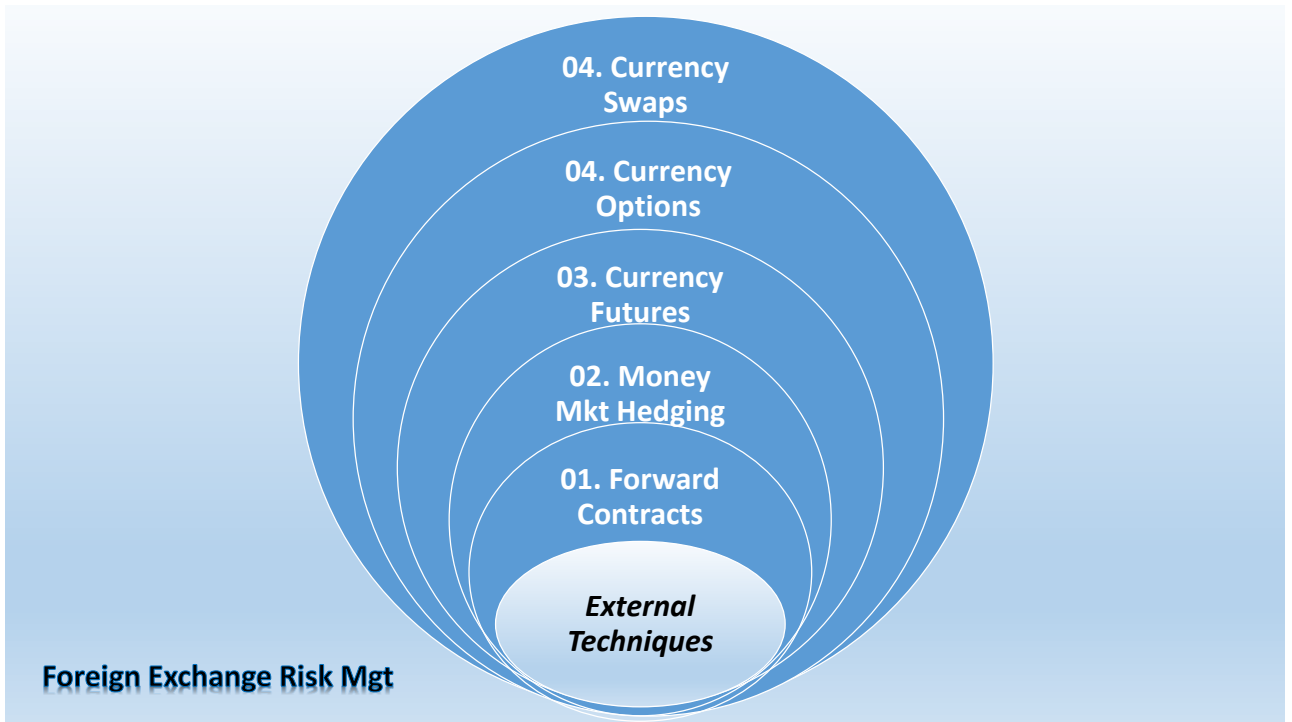 04. Currency
Swaps
04. Currency
Options
03. Currency
Futures
02. Money
Mkt Hedging
01. Forward
Contracts
External
Techniques
Foreign Exchange Risk Mgt